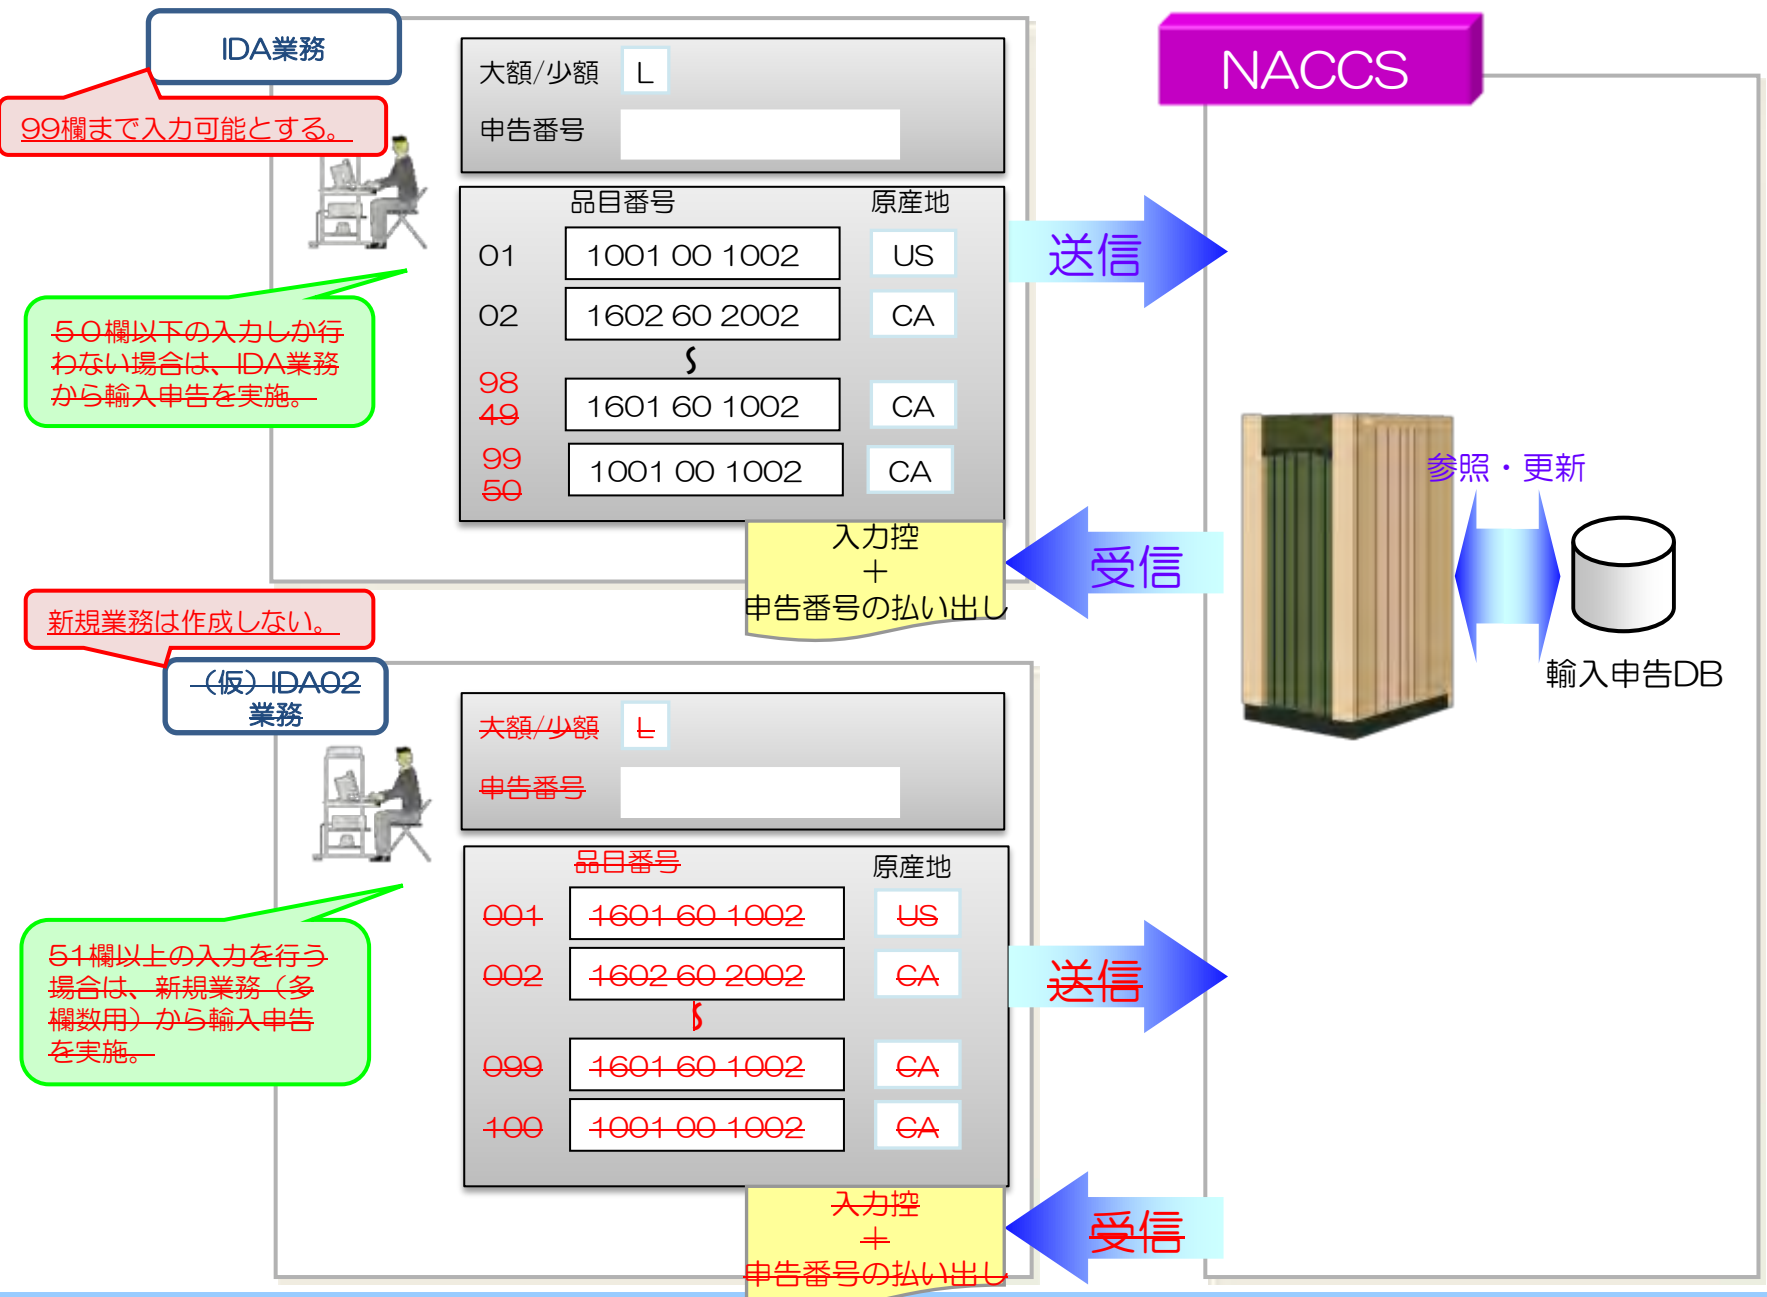 IDA業務
99欄まで入力可能とする。
大額/少額 L
申告番号
NACCS
品目番号 原産地
01 1001 00 1002 US
02 1602 60 2002 CA
〜
98
49 1601 60 1002 CA
99
50 1001 00 1002 CA
送信
50欄以下の入力しか行
わない場合は、IDA業務
から輸入申告を実施。
入力控
+
申告番号の払い出し
受信
参照・更新
輸入申告DB
新規業務は作成しない。
(仮)IDA02
業務
大額/少額 L
申告番号
品目番号 原産地
001 1601 60 1002 US
002 1602 60 2002 CA
〜
099 1601 60 1002 CA
100 1001 00 1002 CA
送信
51欄以上の入力を行う
場合は、新規業務(多
欄数用)から輸入申告
を実施。
入力控
+
申告番号の払い出し
受信